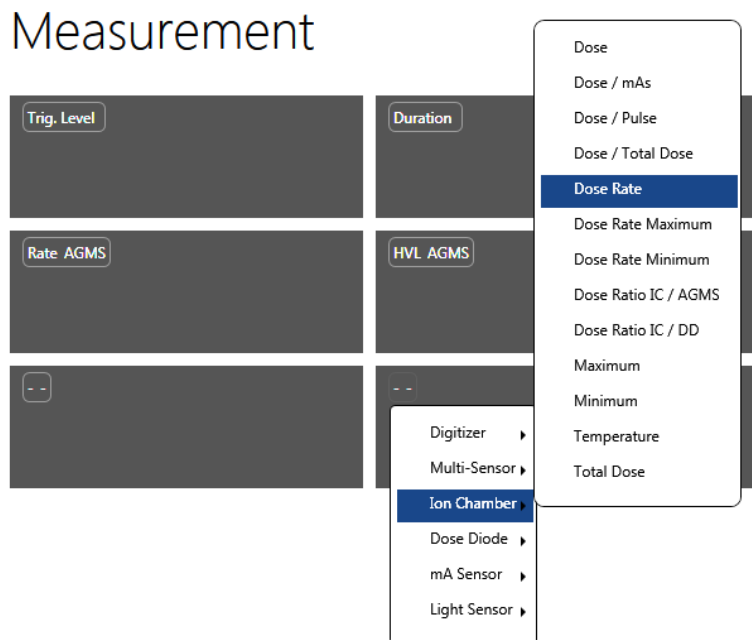 Measurement
Trig. Level
Duration
Rate AGMS
HVL AGMS
- -
- -
Digitizer
Multi-Sensor
Ion Chamber
Dose Diode
mA Sensor
Light Sensor
Dose
Dose / mAs
Dose / Pulse
Dose / Total Dose
Dose Rate
Dose Rate Maximum
Dose Rate Minimum
Dose Ratio IC / AGMS
Dose Ratio IC / DD
Maximum
Minimum
Temperature
Total Dose